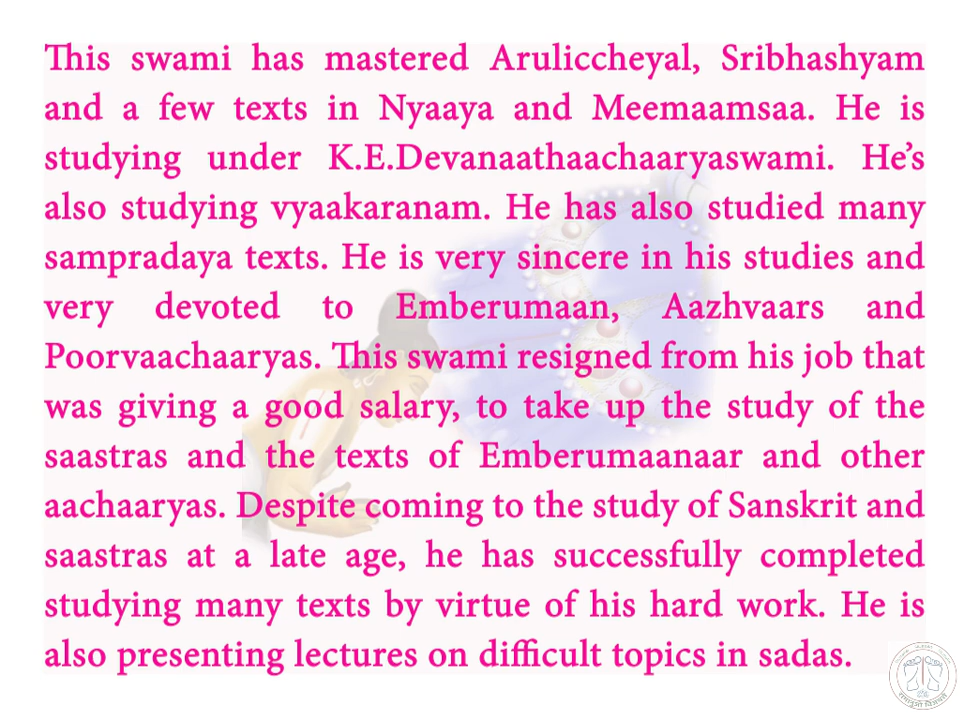 This swami has mastered Aruliccheyal, Sribhashyam
and a few texts in Nyaaya and Meemaamsaa. He is
studying under K.E.Devanaathaachaaryaswami. He’s
also studying vyaakaranam. He has also studied many
sampradaya texts. He is very sincere in his studies and
very devoted to Emberumaan, Aazhvaars and
Poorvaachaaryas. This swami resigned from his job that
was giving a good salary, to take up the study of the
saastras and the texts of Emberumaanaar and other
aachaaryas. Despite coming to the study of Sanskrit and
saastras at a late age, he has successfully completed
studying many texts by virtue of his hard work. He is
also presenting lectures on difficult topics in sadas.